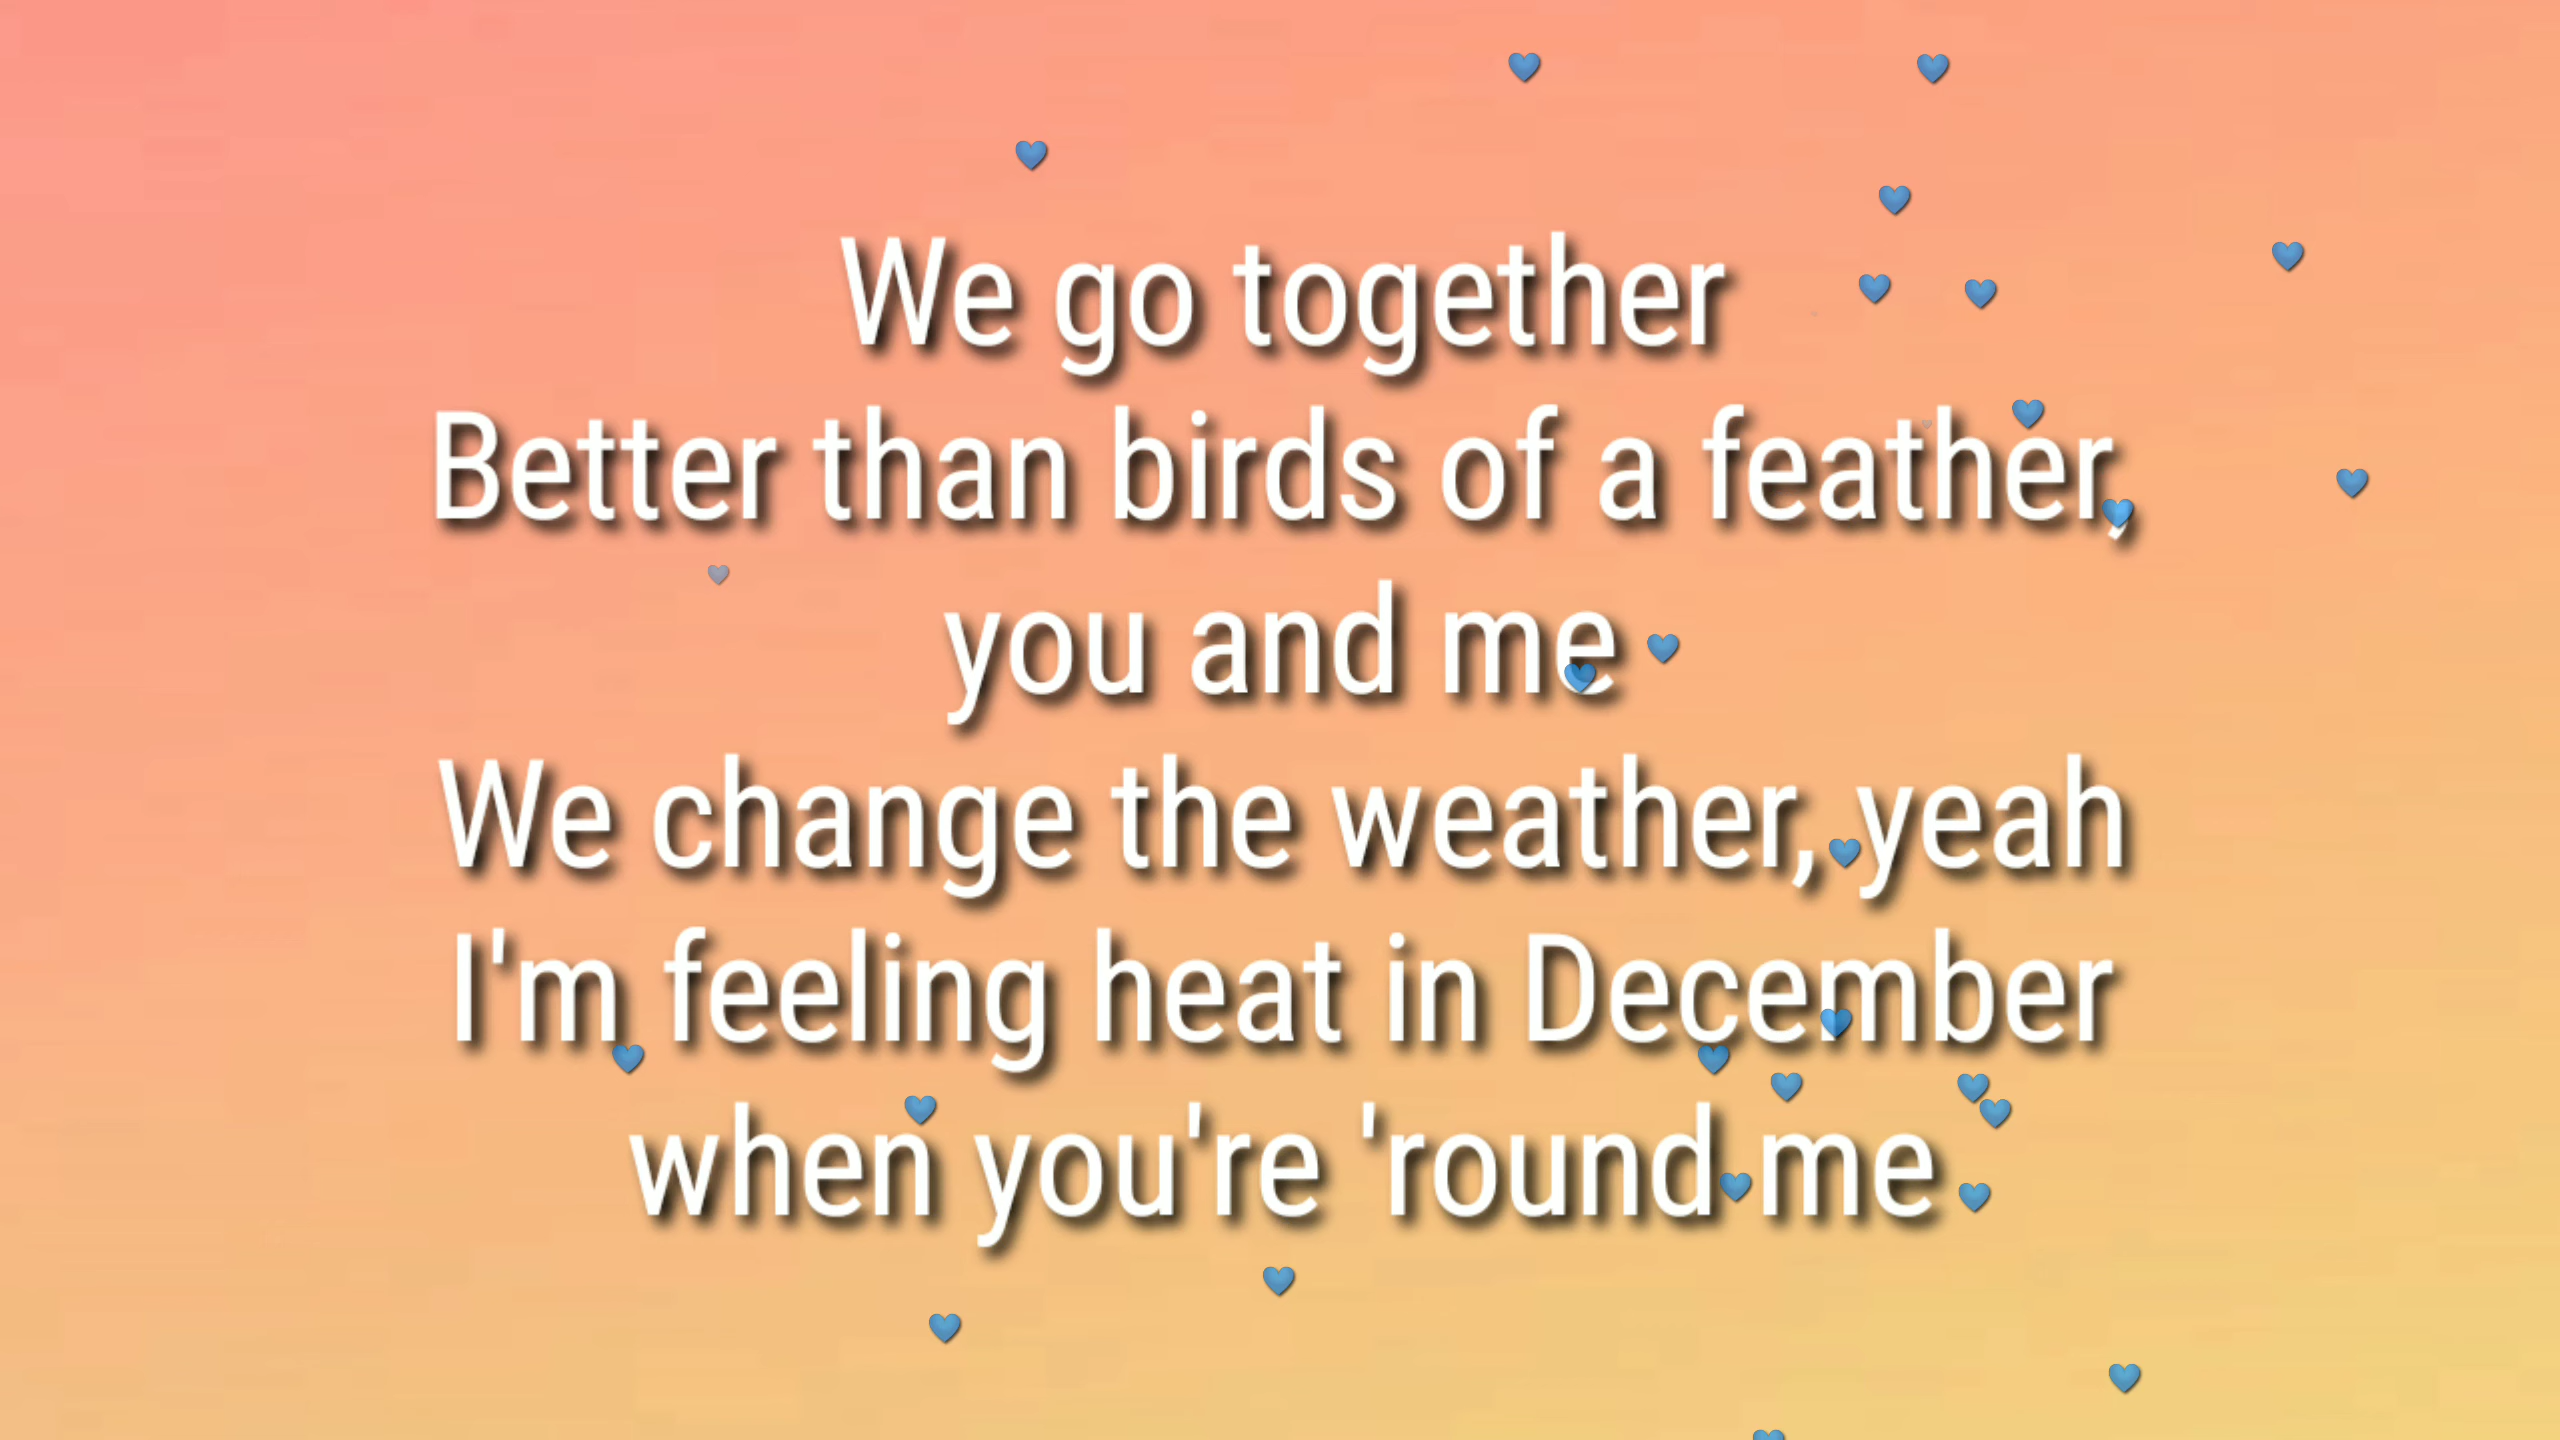 We go together
Better than birds of a feather,
you and me
We change the weather, yeah
I'm feeling heat in December
when you're 'round me